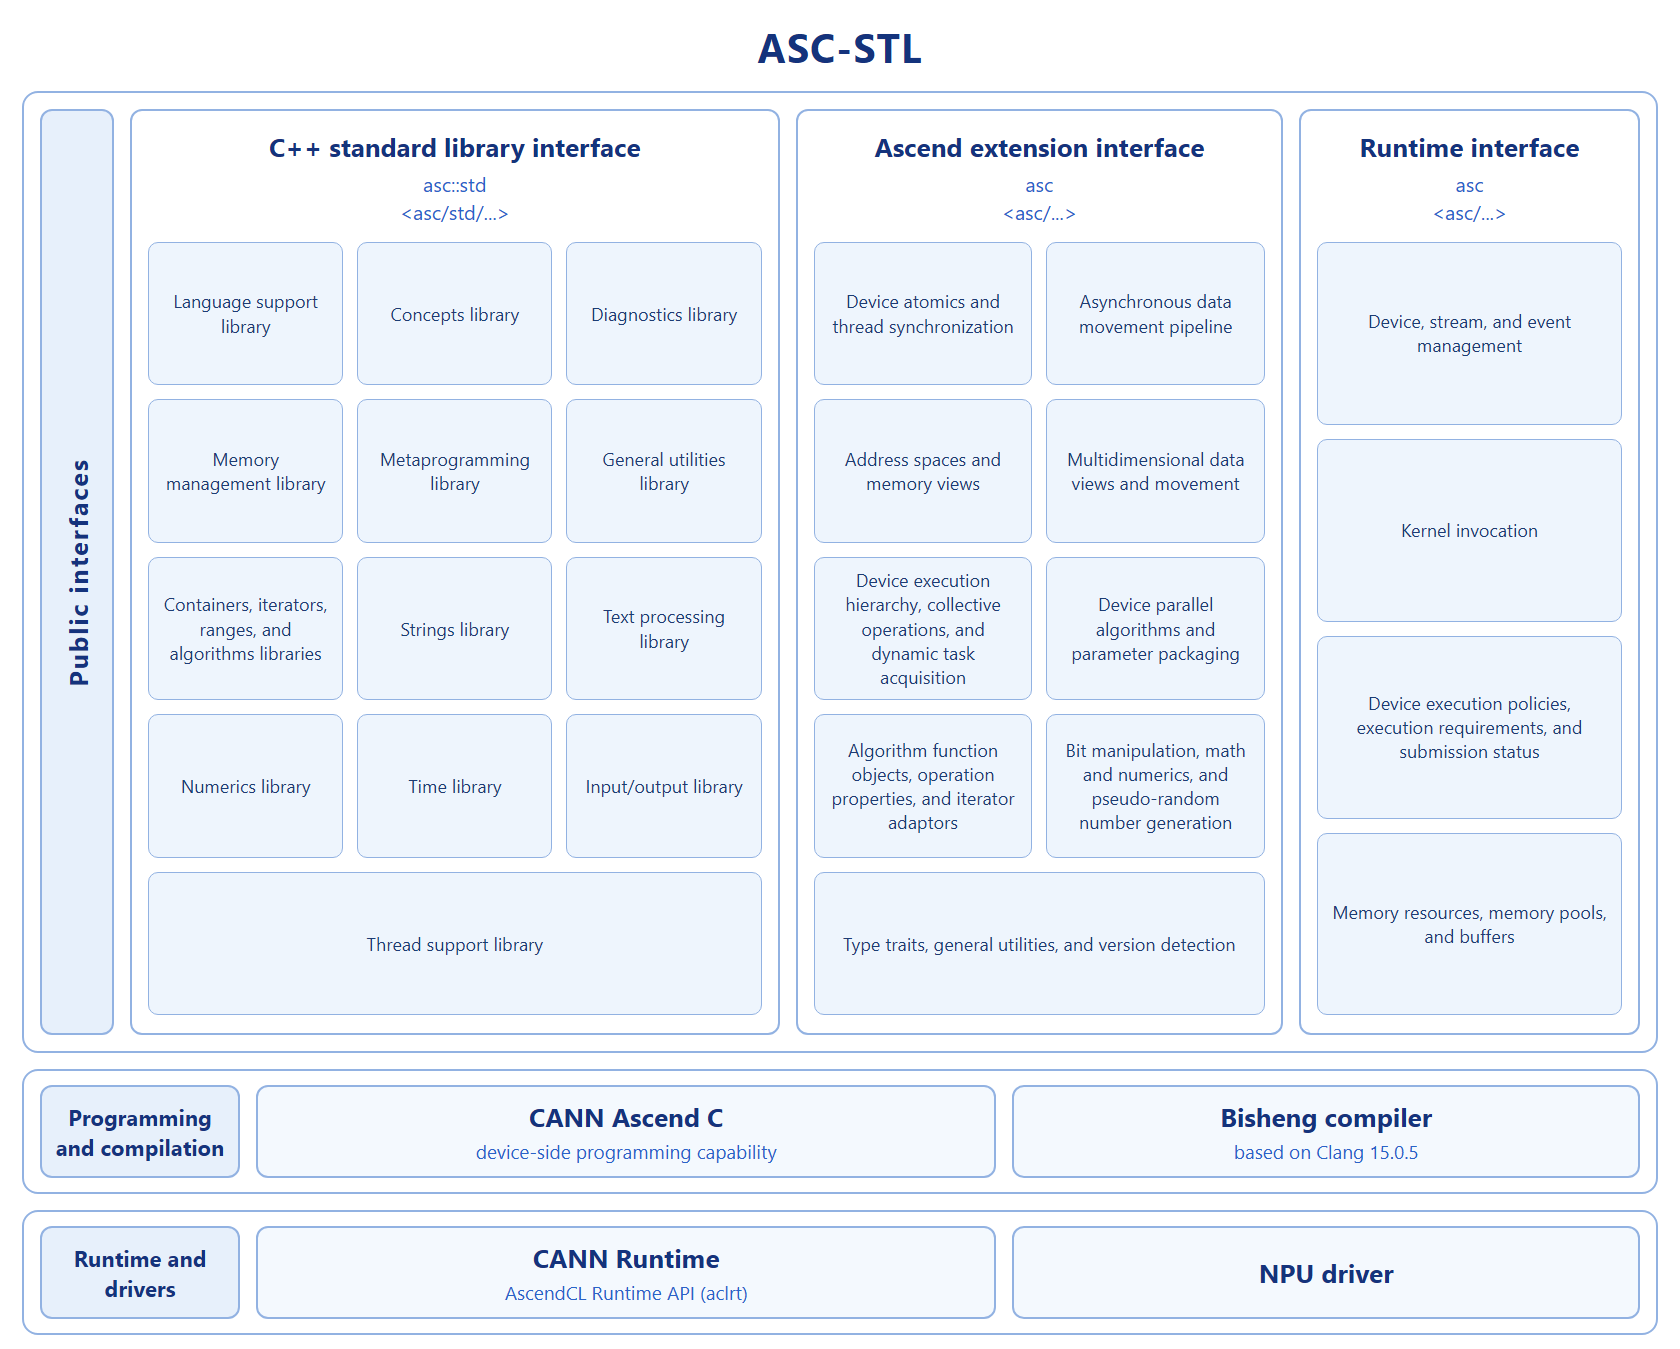 ASC-STL
Public interfaces
C++ standard library interface
asc::std
<asc/std/...>
Language support
library
Concepts library
Diagnostics library
Memory
management library
Metaprogramming
library
General utilities
library
Containers, iterators,
ranges, and
algorithms libraries
Strings library
Text processing
library
Numerics library
Time library
Input/output library
Thread support library
Ascend extension interface
asc
<asc/...>
Device atomics and
thread synchronization
Asynchronous data
movement pipeline
Address spaces and
memory views
Multidimensional data
views and movement
Device execution
hierarchy, collective
operations, and
dynamic task
acquisition
Device parallel
algorithms and
parameter packaging
Algorithm function
objects, operation
properties, and iterator
adaptors
Bit manipulation, math
and numerics, and
pseudo-random
number generation
Type traits, general utilities, and version detection
Runtime interface
asc
<asc/...>
Device, stream, and event
management
Kernel invocation
Device execution policies,
execution requirements, and
submission status
Memory resources, memory pools,
and buffers
Programming
and compilation
CANN Ascend C
device-side programming capability
Bisheng compiler
based on Clang 15.0.5
Runtime and
drivers
CANN Runtime
AscendCL Runtime API (aclrt)
NPU driver